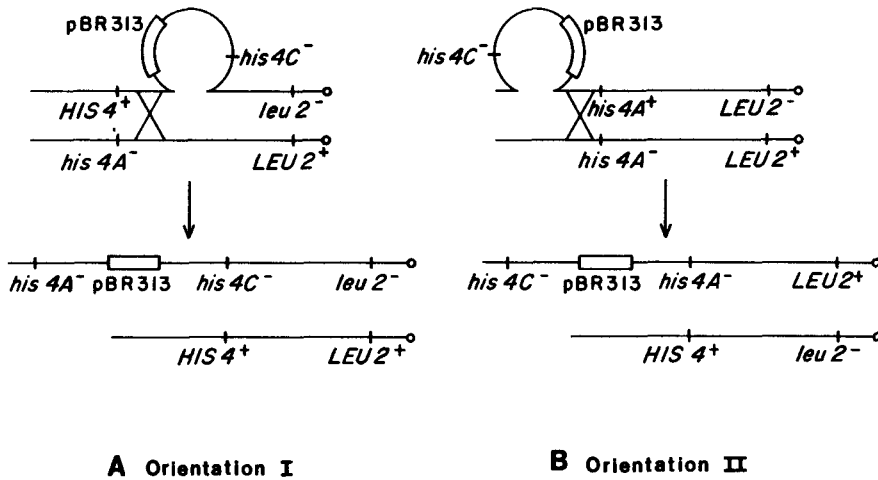 pBR313
his4C⁻
HIS4⁺ leu2⁻
his4A⁻ LEU2⁺
his4A⁻ pBR313 his4C⁻ leu2⁻
HIS4⁺ LEU2⁺
A Orientation I
pBR313
his4C⁻
his4A⁺ LEU2⁻
his4A⁻ LEU2⁺
his4C⁻ pBR313 his4A⁻ LEU2⁺
HIS4⁺ leu2⁻
B Orientation II